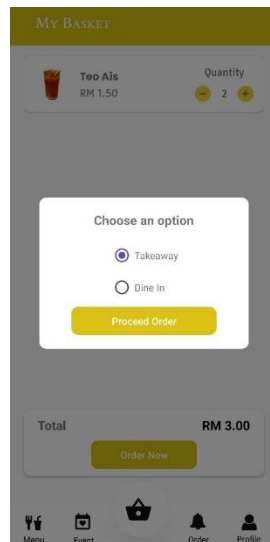 My Basket
Teo Ais
Quantity
RM 1.50
2
Choose an option
Takeaway
Dine In
Proceed Order
Total
RM 3.00
Order Now
Menu
Event
Order
Profile